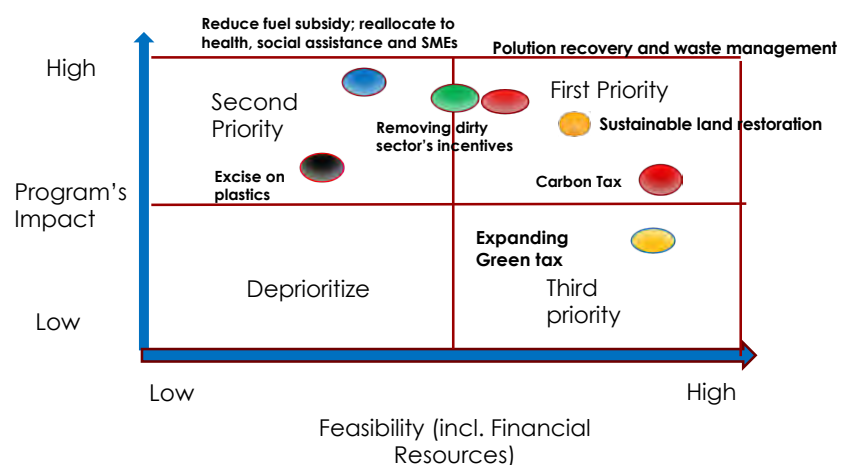 Reduce fuel subsidy; reallocate to
health, social assistance and SMEs
Polution recovery and waste management
High
Second
Priority
First Priority
Removing dirty
sector's incentives
Sustainable land restoration
Excise on
plastics
Carbon Tax
Program's
Impact
Expanding
Green tax
Deprioritize
Third
priority
Low
Low
High
Feasibility (incl. Financial
Resources)